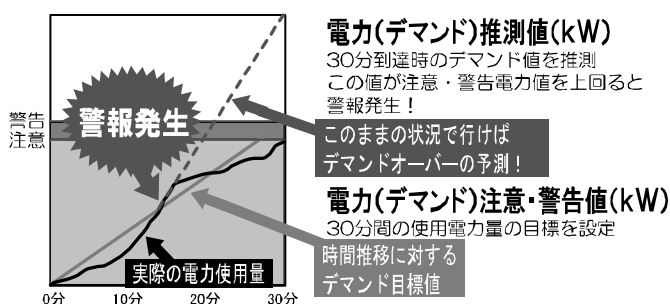 電力(デマンド)推測値(kW)
30分到達時のデマンド値を推測
この値が注意・警告電力値を上回ると
警報発生!
警告
注意
警報発生
このままの状況で行けば
デマンドオーバーの予測!
電力(デマンド)注意・警告値(kW)
30分間の使用電力量の目標を設定
時間推移に対する
デマンド目標値
実際の電力使用量
0分 10分 20分 30分